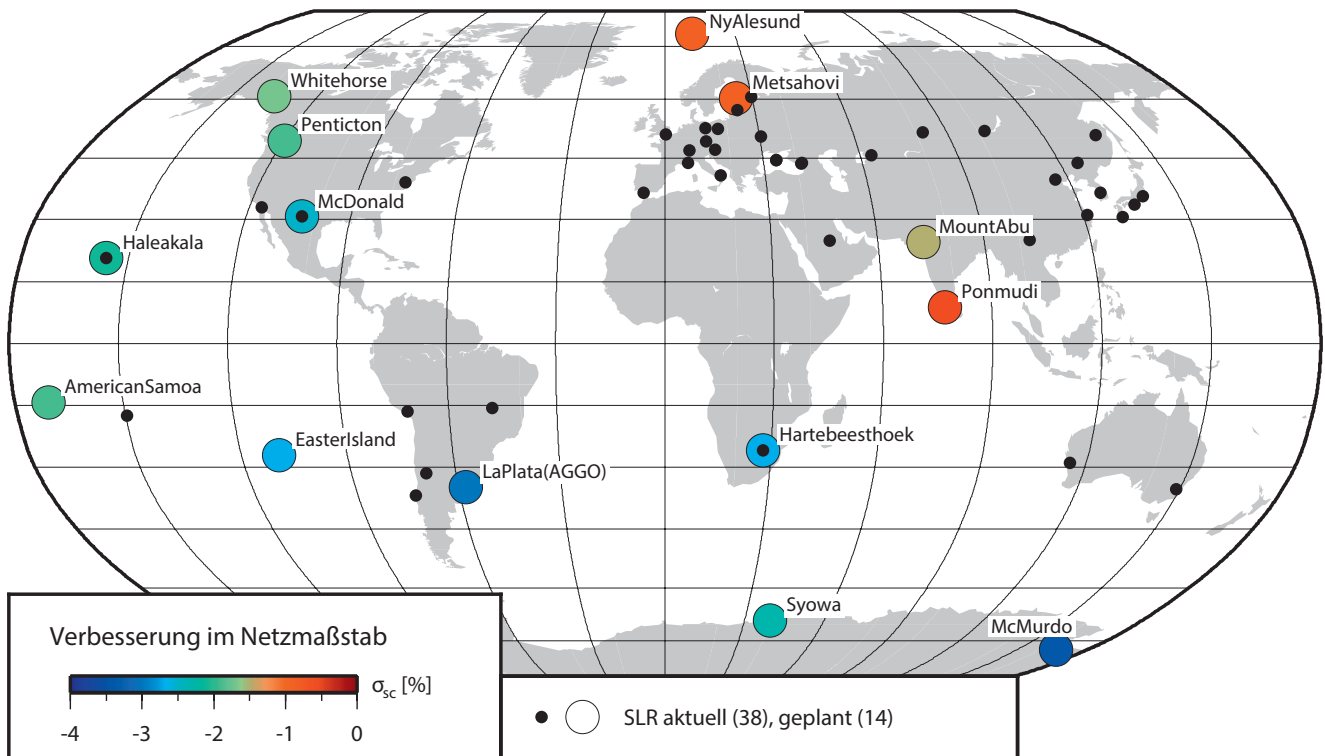 NyAlesund
Whitehorse
Metsahovi
Penticton
McDonald
Haleakala
MountAbu
Ponmudi
AmericanSamoa
EasterIsland
Hartebeesthoek
LaPlata(AGGO)
Syowa
McMurdo
Verbesserung im Netzmaßstab
σsc [%]
-4 -3 -2 -1 0
SLR aktuell (38), geplant (14)